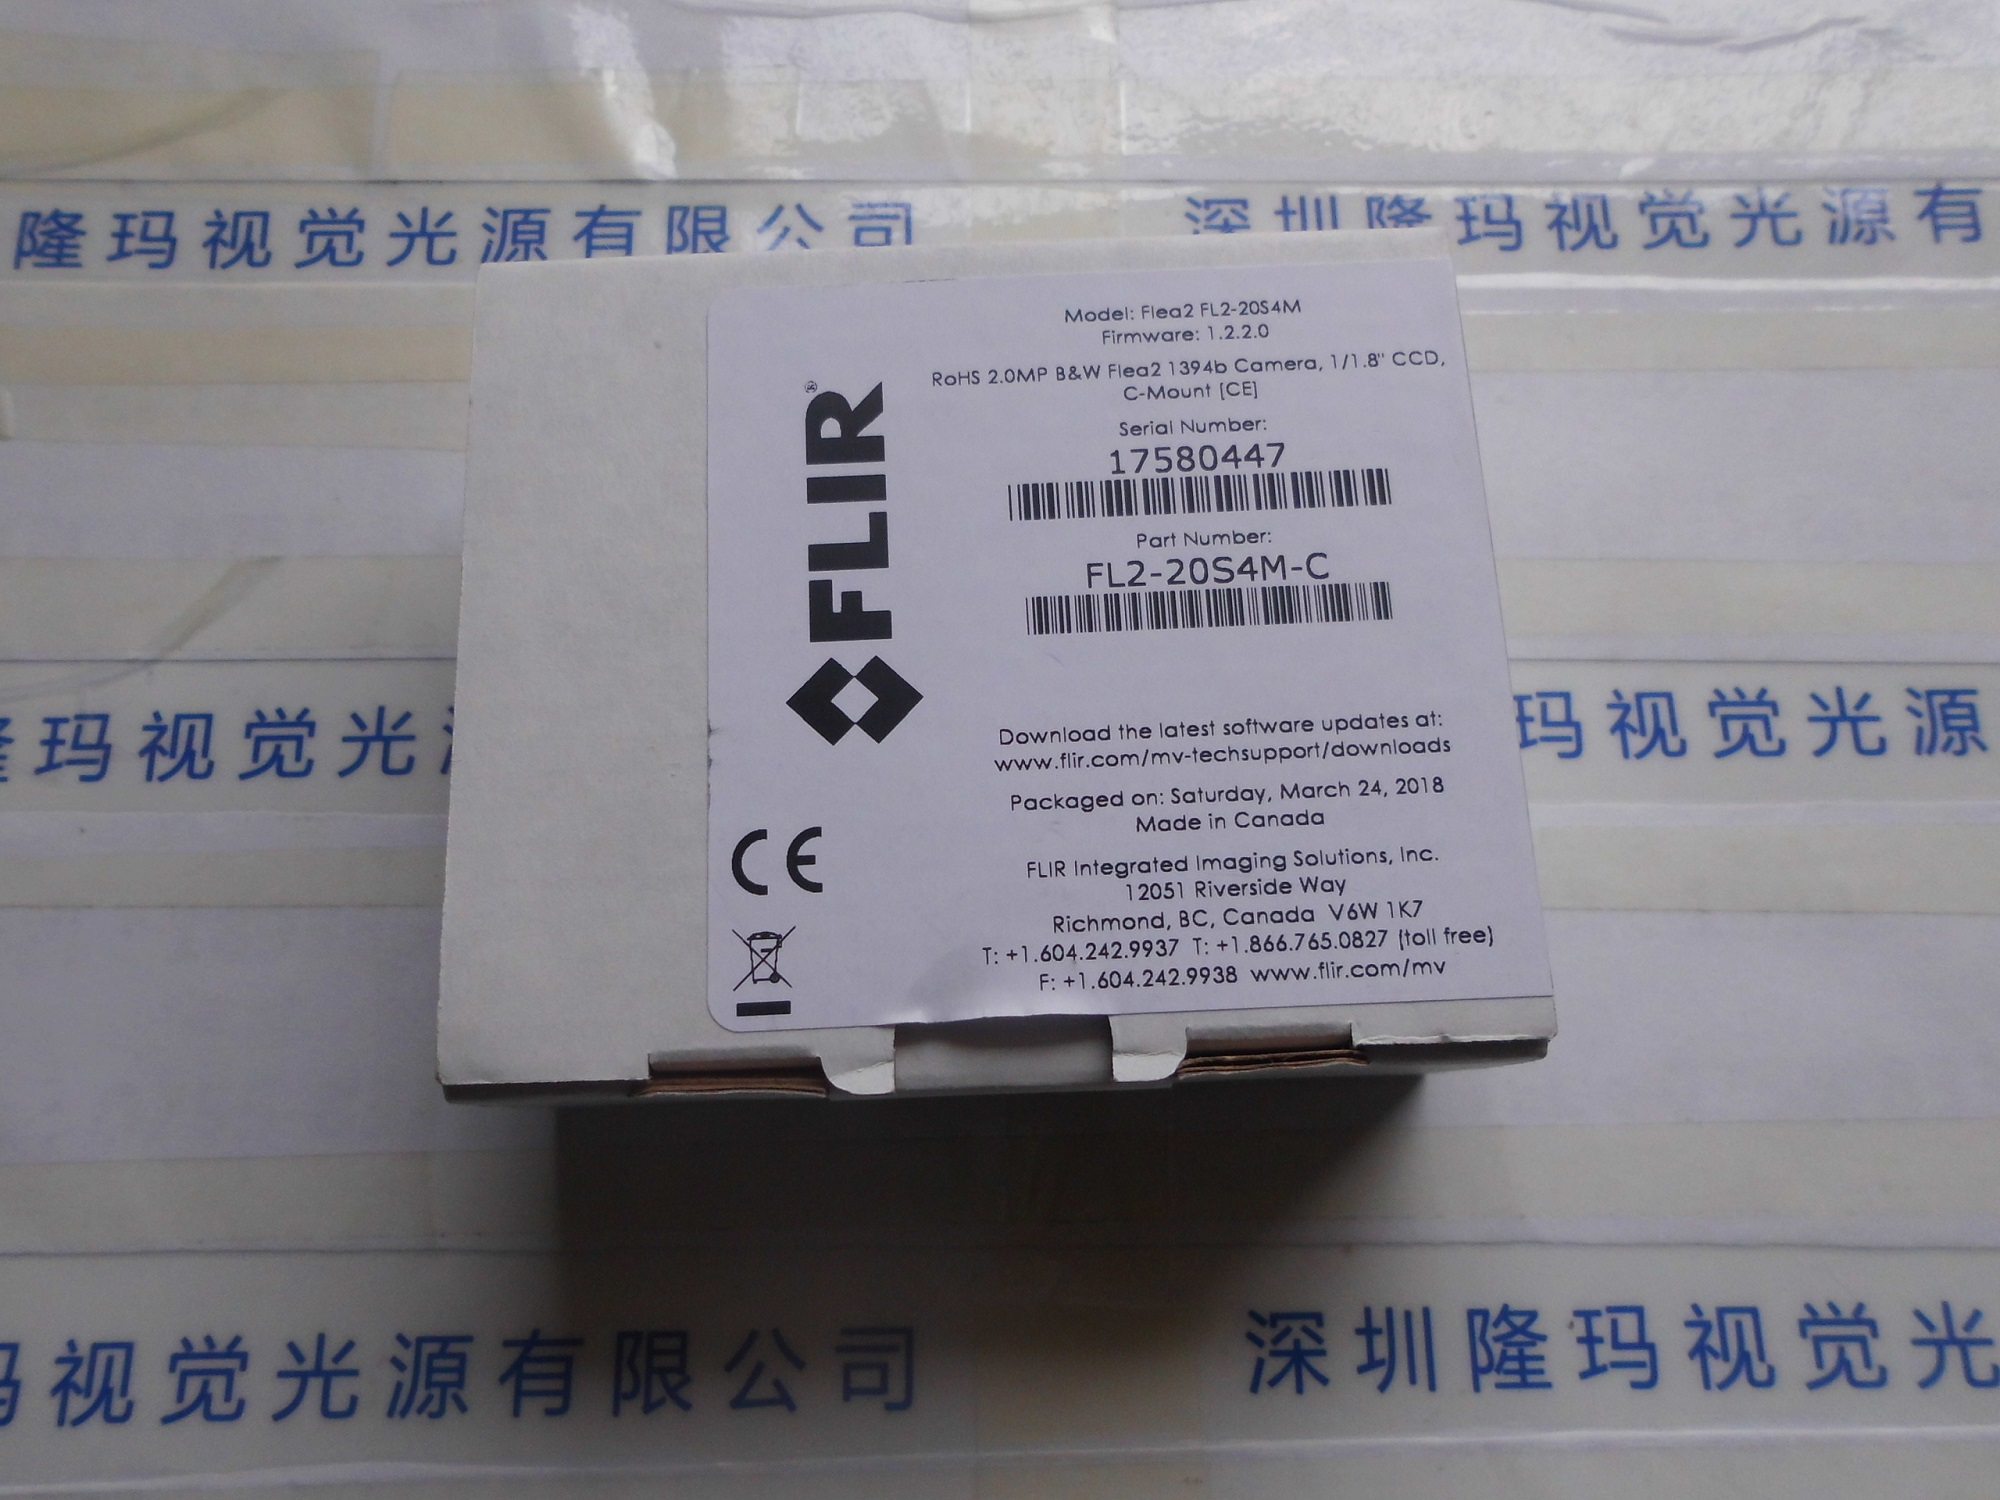 隆玛视觉光源有限公司
深圳隆玛视觉光源有
Model: Flea2 FL2-20S4M
Firmware: 1.2.2.0
RoHS 2.0MP B&W Flea2 1394b Camera, 1/1.8" CCD,
C-Mount [CE]
Serial Number:
17580447
Part Number:
FL2-20S4M-C
FLIR®
Download the latest software updates at:
www.flir.com/mv-techsupport/downloads
Packaged on: Saturday, March 24, 2018
Made in Canada
CE
FLIR Integrated Imaging Solutions, Inc.
12051 Riverside Way
Richmond, BC, Canada V6W 1K7
T: +1.604.242.9937 T: +1.866.765.0827 (toll free)
F: +1.604.242.9938 www.flir.com/mv
隆玛视觉光
玛视觉光源
玛视觉光源有限公司
深圳隆玛视觉光